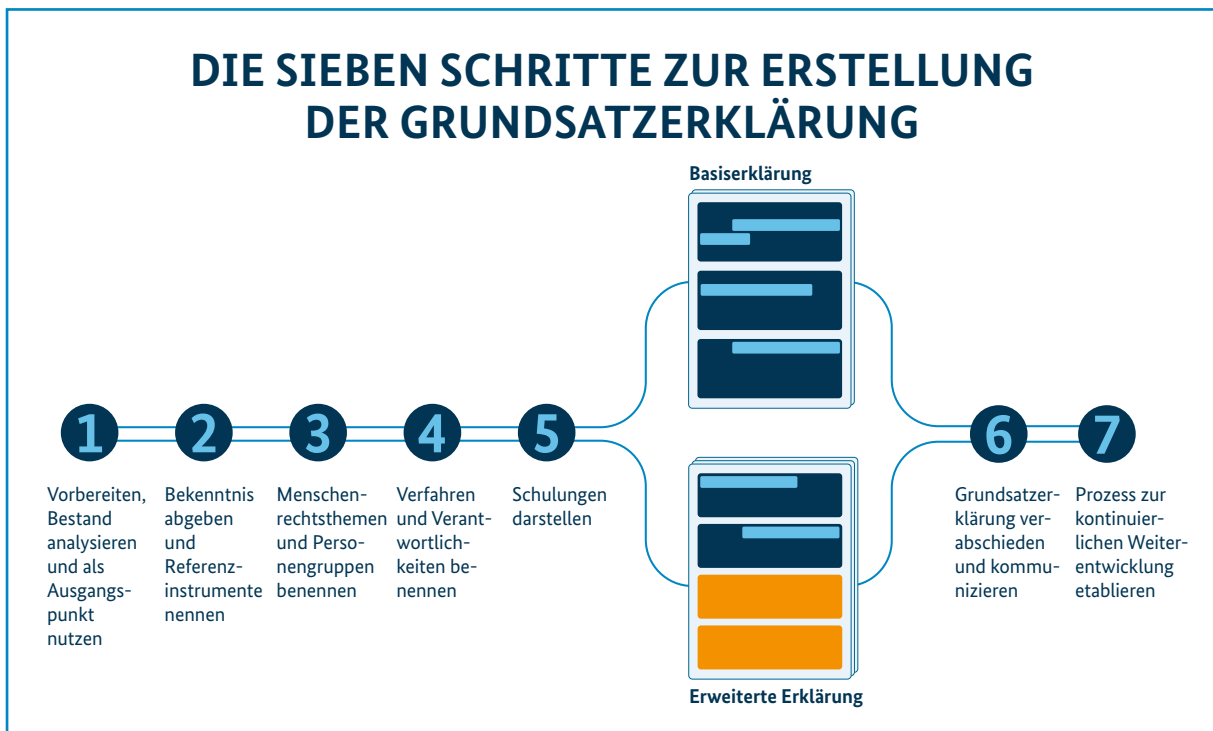 DIE SIEBEN SCHRITTE ZUR ERSTELLUNG
DER GRUNDSATZERKLÄRUNG
Basiserklärung
1
Vorbereiten,
Bestand
analysieren
und als
Ausgangs-
punkt
nutzen
2
Bekenntnis
abgeben
und
Referenz-
instrumente
nennen
3
Menschen-
rechtsthemen
und Perso-
nengruppen
benennen
4
Verfahren
und Verant-
wortlich-
keiten be-
nennen
5
Schulungen
darstellen
Erweiterte Erklärung
6
Grundsatzer-
klärung ver-
abschieden
und kommu-
nizieren
7
Prozess zur
kontinuier-
lichen Weiter-
entwicklung
etablieren